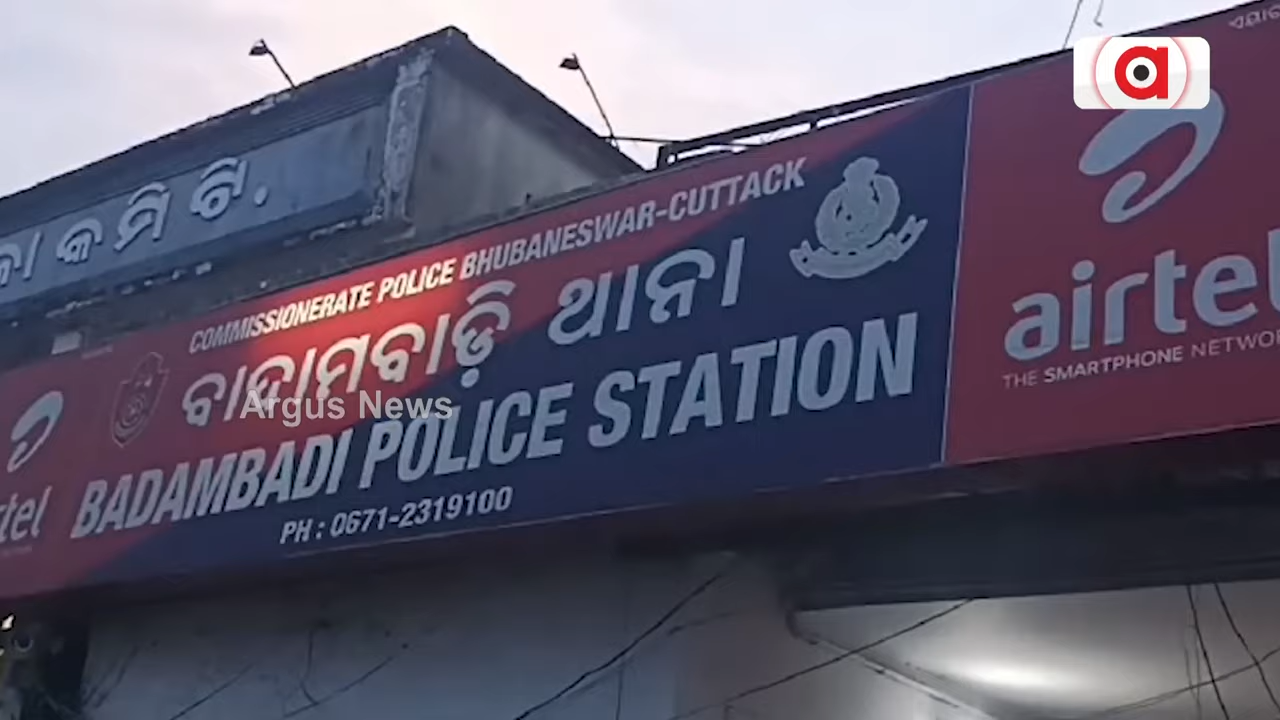 କମିଟି.
COMMISSIONERATE POLICE BHUBANESWAR-CUTTACK
ବାଦାମବାଡ଼ି ଥାନା
BADAMBADI POLICE STATION
PH : 0671-2319100
airtel
THE SMARTPHONE NETWORK
Argus News